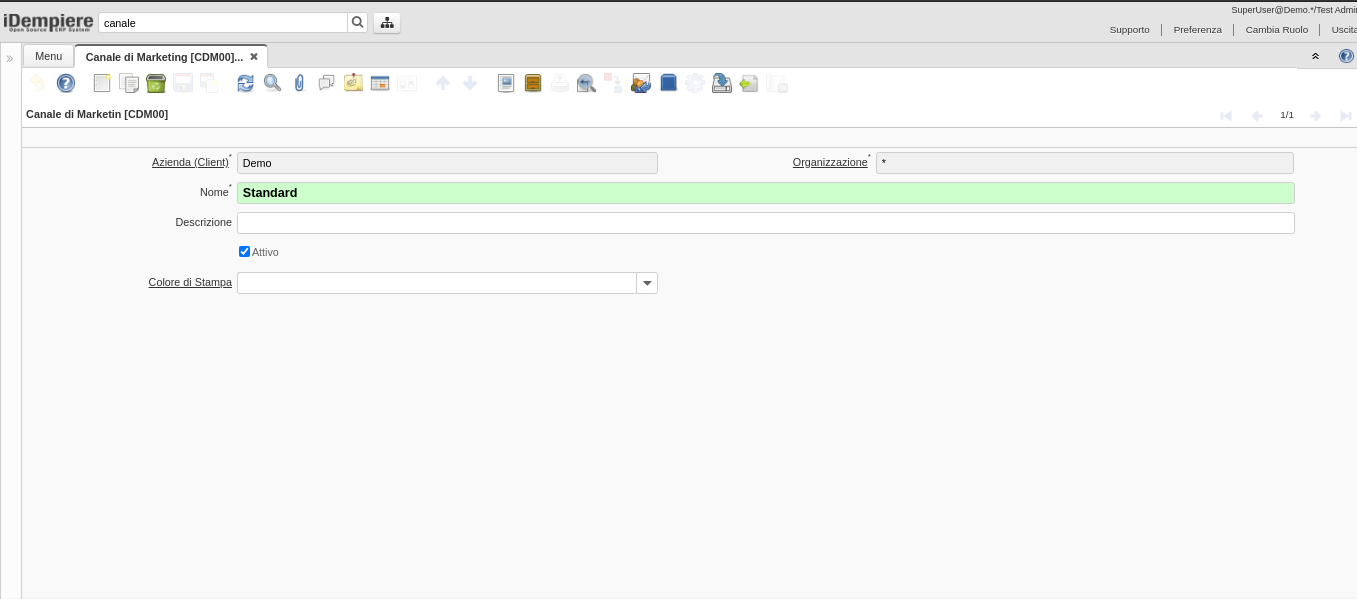 SuperUser@Demo.*/Test Admi
iDempiere
Open Source ERP System
canale
Supporto
Preferenza
Cambia Ruolo
Uscita
Menu
Canale di Marketing [CDM00]...
Canale di Marketin [CDM00]
1/1
Azienda (Client)*
Demo
Organizzazione*
*
Nome*
Standard
Descrizione
Attivo
Colore di Stampa